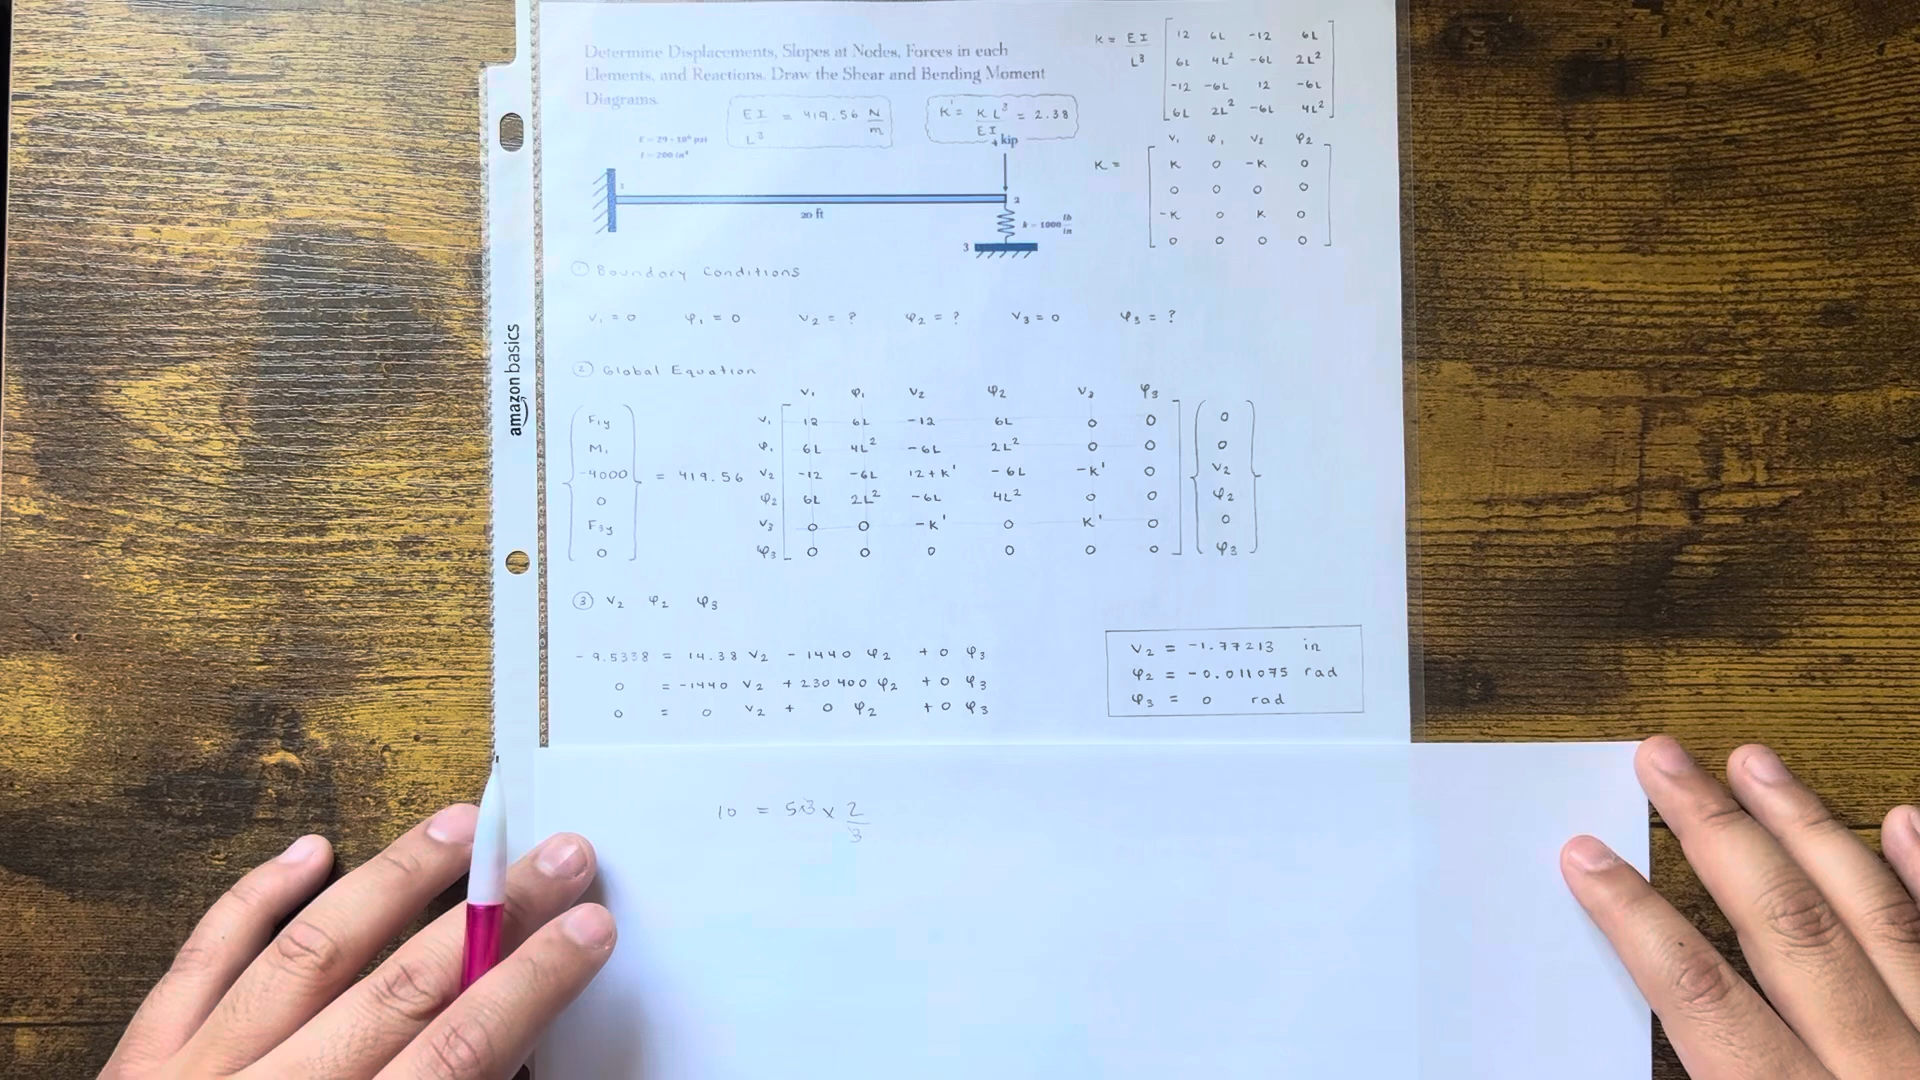 Determine Displacements, Slopes at Nodes, Forces in each
Elements, and Reactions. Draw the Shear and Bending Moment
Diagrams.
EI/L³ = 419.56 N/m
K' = KL³/EI = 2.38
E = 29 · 10⁶ psi
I = 200 in⁴
kip
1
2
20 ft
k = 1000 lb/in
3
K = EI/L³
12 6L -12 6L
6L 4L² -6L 2L²
-12 -6L 12 -6L
6L 2L² -6L 4L²
v₁ φ₁ v₂ φ₂
K =
K 0 -K 0
0 0 0 0
-K 0 K 0
0 0 0 0
① Boundary Conditions
v₁ = 0 φ₁ = 0 v₂ = ? φ₂ = ? v₃ = 0 φ₃ = ?
② Global Equation
v₁ φ₁ v₂ φ₂ v₃ φ₃
F₁y v₁ 12 6L -12 6L 0 0 0
M₁ φ₁ 6L 4L² -6L 2L² 0 0 0
-4000 = 419.56 v₂ -12 -6L 12+K' -6L -K' 0 v₂
0 φ₂ 6L 2L² -6L 4L² 0 0 φ₂
F₃y v₃ 0 0 -K' 0 K' 0 0
0 φ₃ 0 0 0 0 0 0 φ₃
③ v₂ φ₂ φ₃
-9.5338 = 14.38 v₂ - 1440 φ₂ + 0 φ₃
0 = -1440 v₂ + 230400 φ₂ + 0 φ₃
0 = 0 v₂ + 0 φ₂ + 0 φ₃
v₂ = -1.77213 in
φ₂ = -0.011075 rad
φ₃ = 0 rad
amazon basics